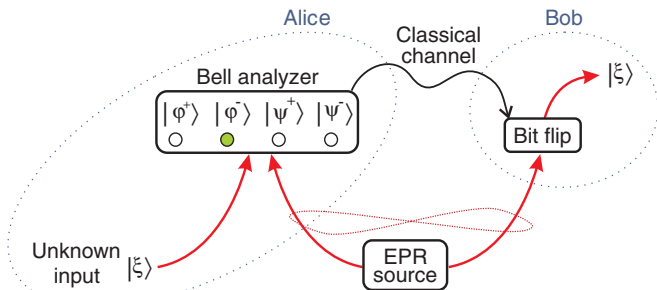 Alice
Bob
Classical
channel
Bell analyzer
|ξ⟩
|φ⁺⟩ |φ⁻⟩ |ψ⁺⟩ |ψ⁻⟩
Bit flip
Unknown
input |ξ⟩
EPR
source